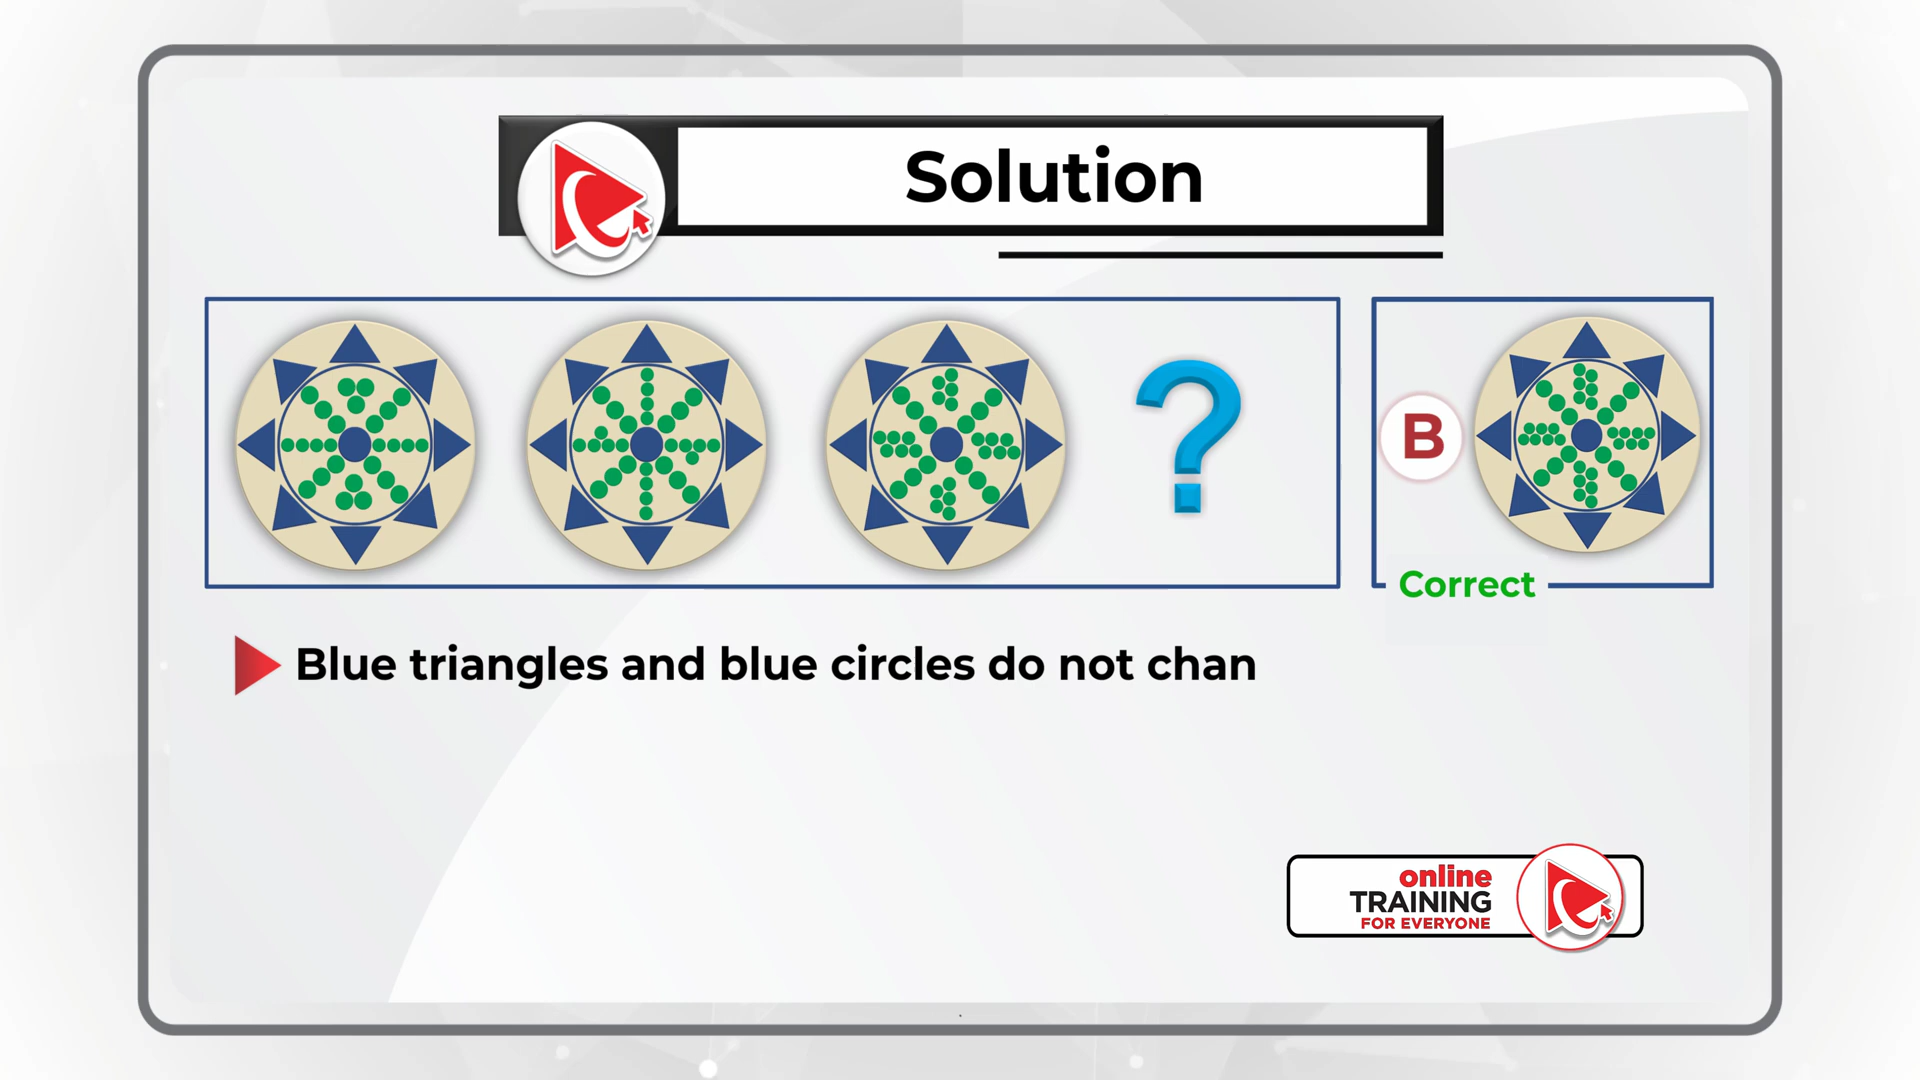 Solution
?
B
Correct
Blue triangles and blue circles do not chan
online
TRAINING
FOR EVERYONE